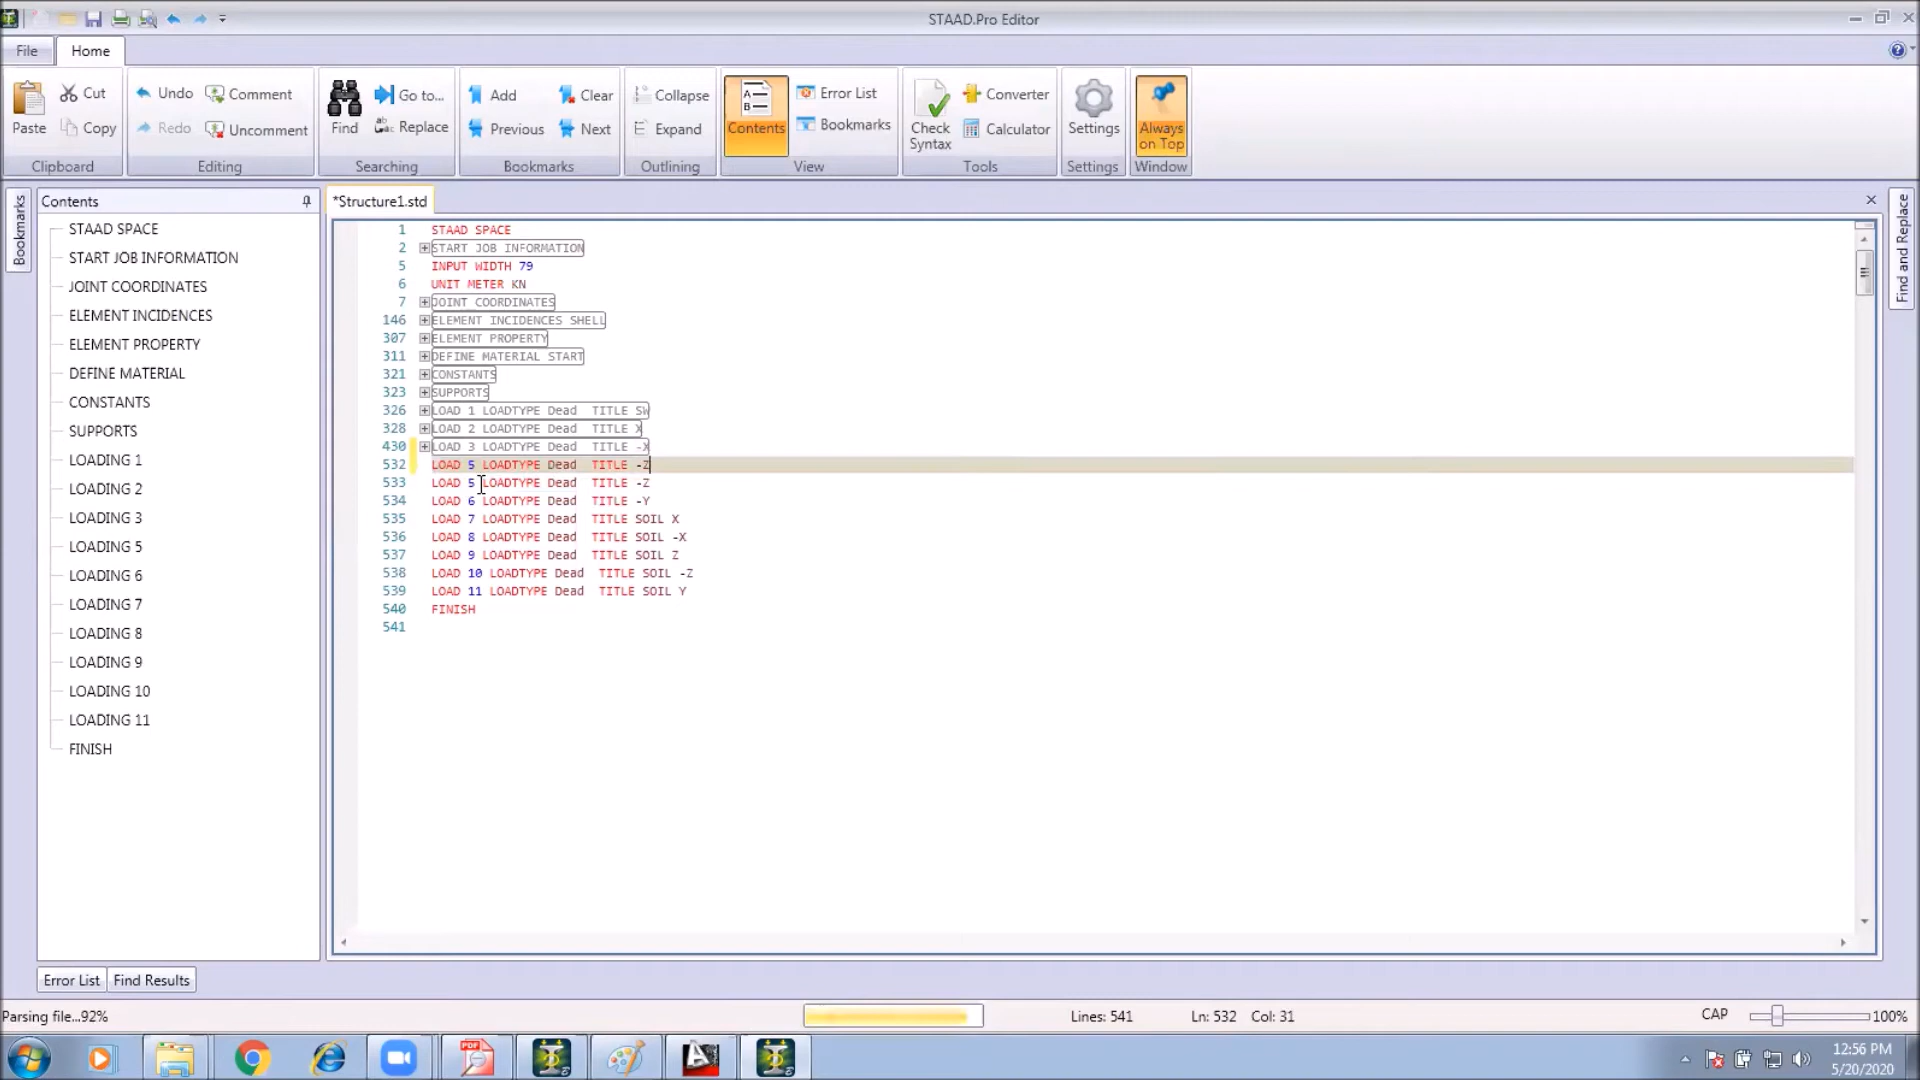 STAAD.Pro Editor
File
Home
Paste
Cut
Copy
Clipboard
Undo
Redo
Comment
Uncomment
Editing
Find
Go to...
Replace
Searching
Add
Previous
Clear
Next
Bookmarks
Collapse
Expand
Outlining
Contents
Error List
Bookmarks
View
Check Syntax
Converter
Calculator
Tools
Settings
Settings
Always on Top
Window
Bookmarks
Contents
STAAD SPACE
START JOB INFORMATION
JOINT COORDINATES
ELEMENT INCIDENCES
ELEMENT PROPERTY
DEFINE MATERIAL
CONSTANTS
SUPPORTS
LOADING 1
LOADING 2
LOADING 3
LOADING 5
LOADING 6
LOADING 7
LOADING 8
LOADING 9
LOADING 10
LOADING 11
FINISH
*Structure1.std
1 STAAD SPACE
2 START JOB INFORMATION
5 INPUT WIDTH 79
6 UNIT METER KN
7 JOINT COORDINATES
146 ELEMENT INCIDENCES SHELL
307 ELEMENT PROPERTY
311 DEFINE MATERIAL START
321 CONSTANTS
323 SUPPORTS
326 LOAD 1 LOADTYPE Dead TITLE SW
328 LOAD 2 LOADTYPE Dead TITLE X
430 LOAD 3 LOADTYPE Dead TITLE -X
532 LOAD 5 LOADTYPE Dead TITLE -Z
533 LOAD 5 LOADTYPE Dead TITLE -Z
534 LOAD 6 LOADTYPE Dead TITLE -Y
535 LOAD 7 LOADTYPE Dead TITLE SOIL X
536 LOAD 8 LOADTYPE Dead TITLE SOIL -X
537 LOAD 9 LOADTYPE Dead TITLE SOIL Z
538 LOAD 10 LOADTYPE Dead TITLE SOIL -Z
539 LOAD 11 LOADTYPE Dead TITLE SOIL Y
540 FINISH
541
Find and Replace
Error List
Find Results
Parsing file...92%
Lines: 541
Ln: 532
Col: 31
CAP
100%
12:56 PM
5/20/2020